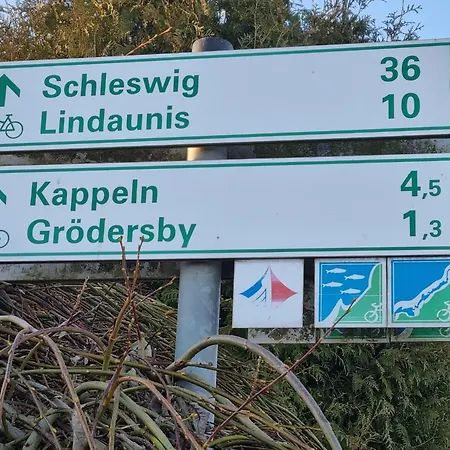 Schleswig 36
Lindaunis 10
Kappeln 4,5
Grödersby 1,3